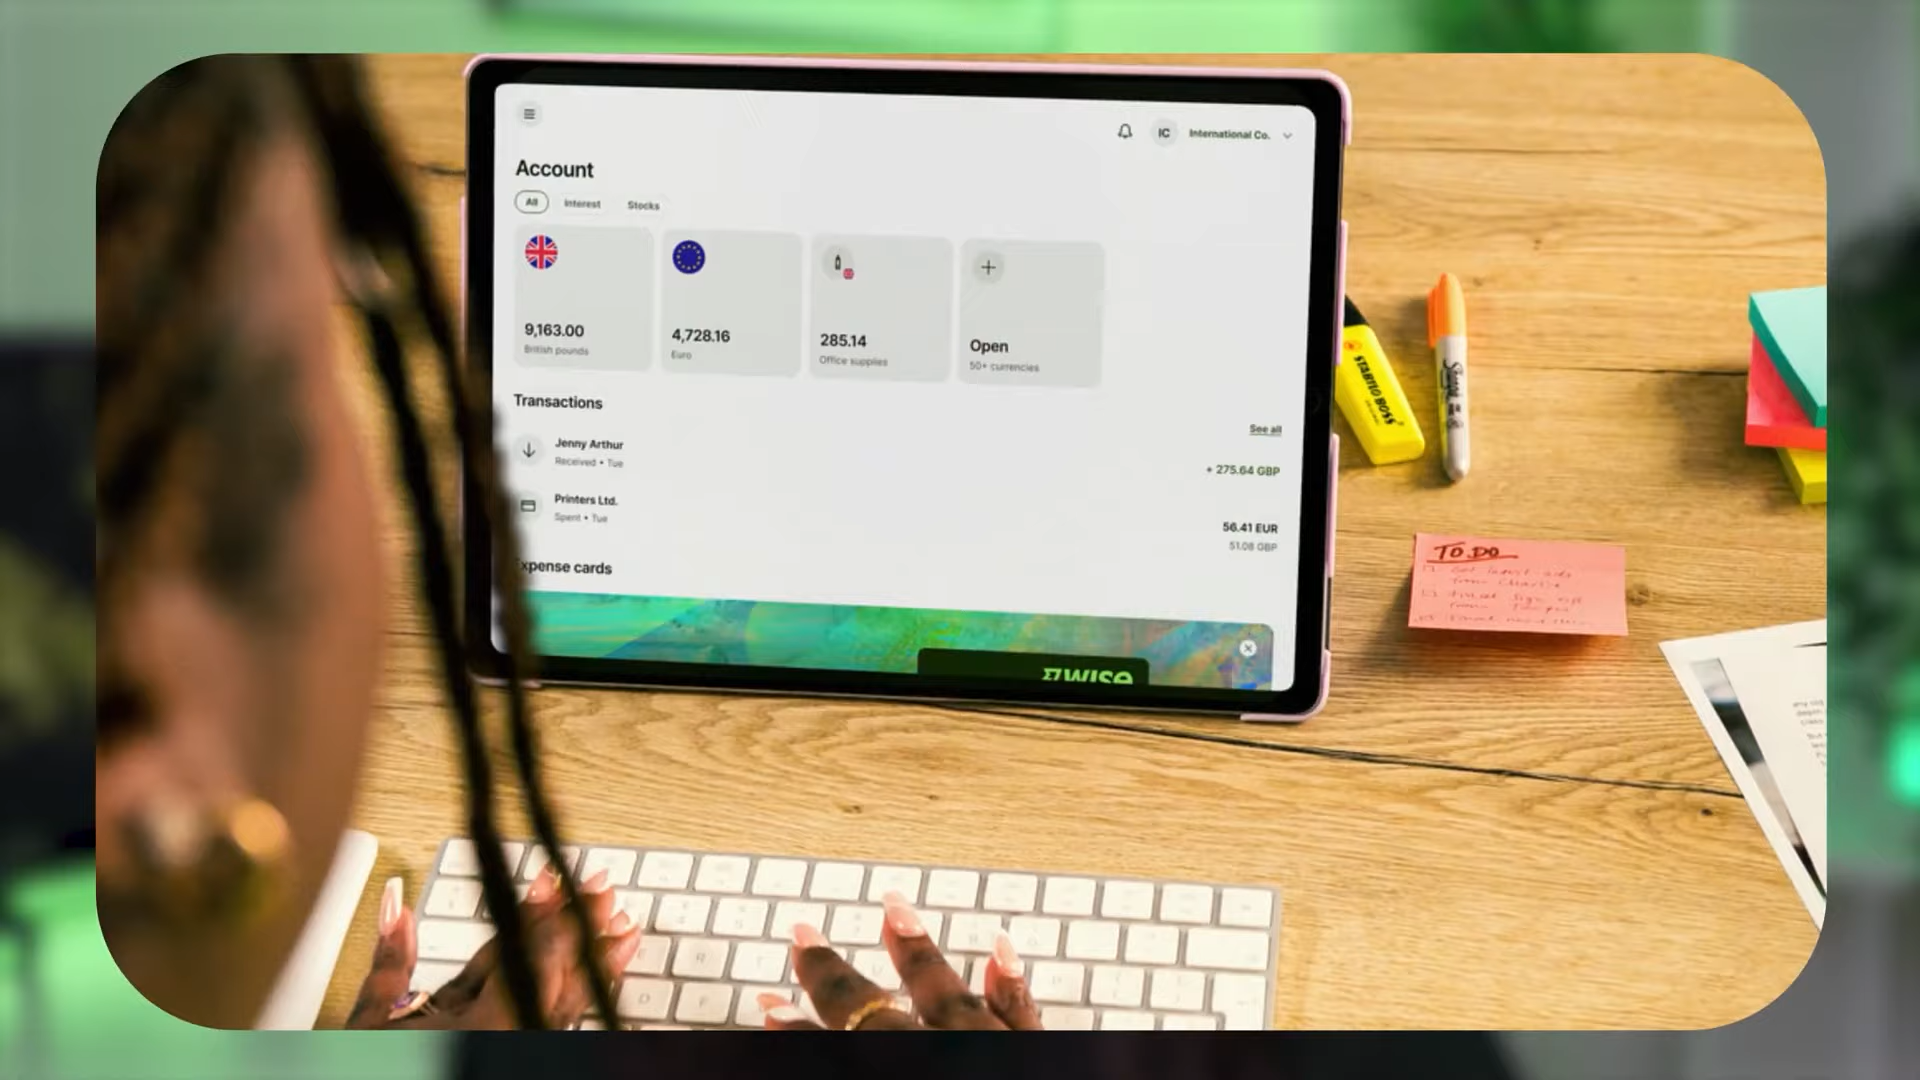 IC
International Co.
Account
All
Interest
Stocks
9,163.00
British pounds
4,728.16
Euro
285.14
Office supplies
Open
50+ currencies
Transactions
See all
Jenny Arthur
Received • Tue
+ 275.64 GBP
Printers Ltd.
Spent • Tue
56.41 EUR
51.08 GBP
xpense cards
wise
STABILO BOSS
Sharpie
TO DO
from Charlie
E
R
T
D
F